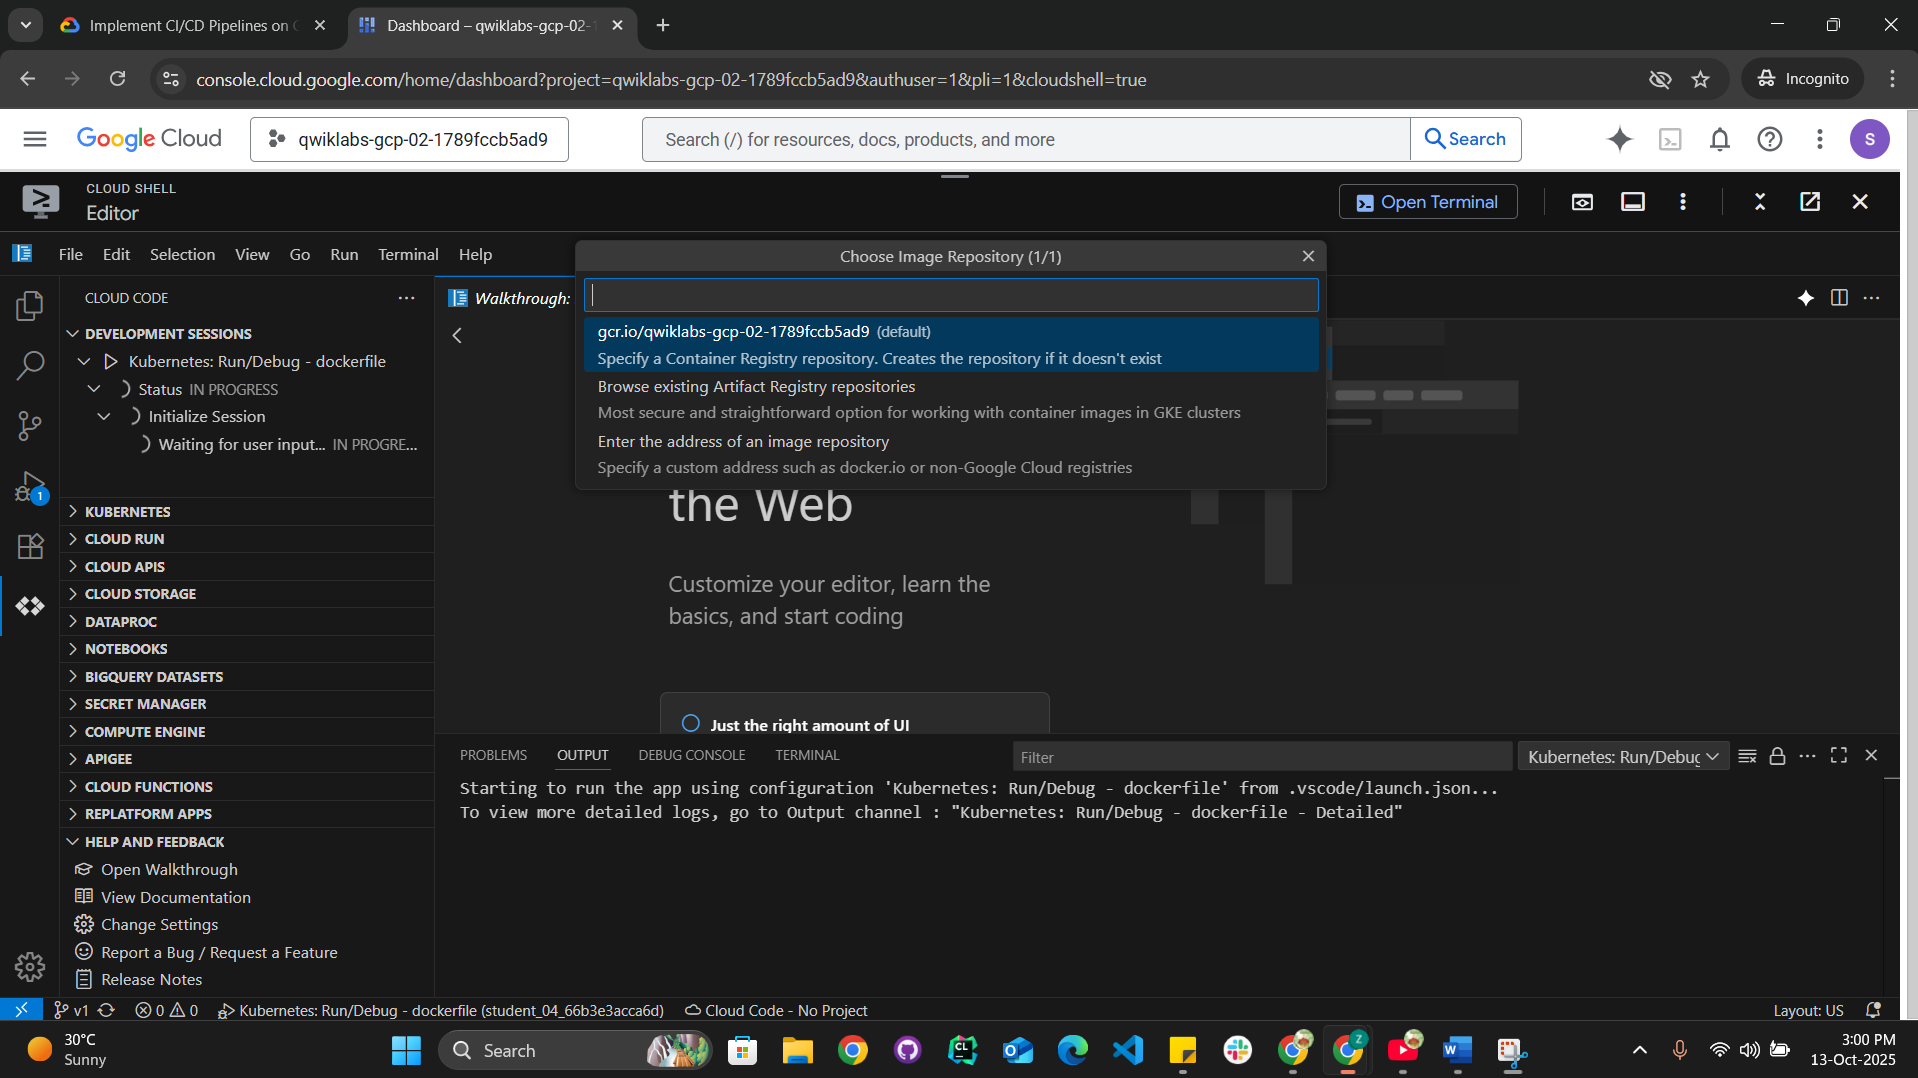 Implement CI/CD Pipelines on
Dashboard – qwiklabs-gcp-02-
console.cloud.google.com/home/dashboard?project=qwiklabs-gcp-02-1789fccb5ad9&authuser=1&pli=1&cloudshell=true
Incognito
Google Cloud
qwiklabs-gcp-02-1789fccb5ad9
Search (/) for resources, docs, products, and more
Search
S
CLOUD SHELL
Editor
Open Terminal
File Edit Selection View Go Run Terminal Help
Choose Image Repository (1/1)
gcr.io/qwiklabs-gcp-02-1789fccb5ad9 (default)
Specify a Container Registry repository. Creates the repository if it doesn't exist
Browse existing Artifact Registry repositories
Most secure and straightforward option for working with container images in GKE clusters
Enter the address of an image repository
Specify a custom address such as docker.io or non-Google Cloud registries
CLOUD CODE
DEVELOPMENT SESSIONS
Kubernetes: Run/Debug - dockerfile
Status IN PROGRESS
Initialize Session
Waiting for user input... IN PROGRE...
1
KUBERNETES
CLOUD RUN
CLOUD APIS
CLOUD STORAGE
DATAPROC
NOTEBOOKS
BIGQUERY DATASETS
SECRET MANAGER
COMPUTE ENGINE
APIGEE
CLOUD FUNCTIONS
REPLATFORM APPS
HELP AND FEEDBACK
Open Walkthrough
View Documentation
Change Settings
Report a Bug / Request a Feature
Release Notes
Walkthrough:
the Web
Customize your editor, learn the
basics, and start coding
Just the right amount of UI
PROBLEMS OUTPUT DEBUG CONSOLE TERMINAL
Filter
Kubernetes: Run/Debug
Starting to run the app using configuration 'Kubernetes: Run/Debug - dockerfile' from .vscode/launch.json...
To view more detailed logs, go to Output channel : "Kubernetes: Run/Debug - dockerfile - Detailed"
v1 0 0 Kubernetes: Run/Debug - dockerfile (student_04_66b3e3acca6d) Cloud Code - No Project
Layout: US
30°C
Sunny
Search
CL
Z
3:00 PM
13-Oct-2025